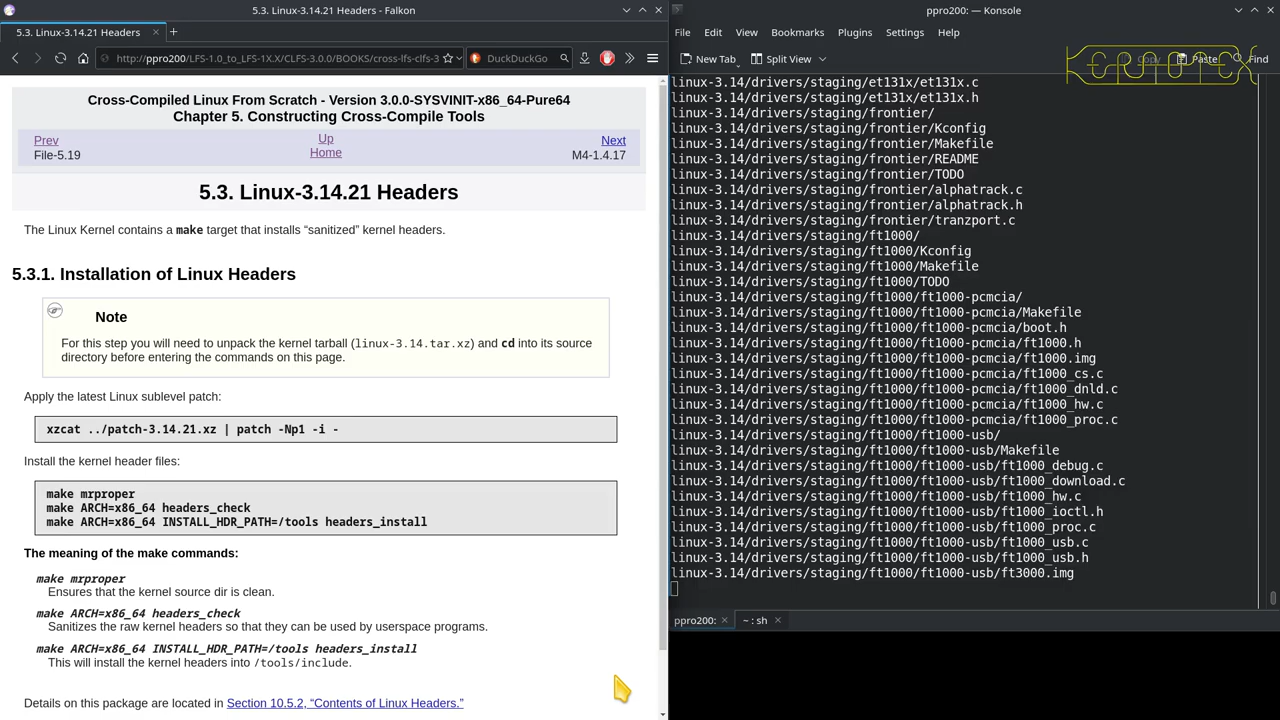 5.3. Linux-3.14.21 Headers - Falkon
5.3. Linux-3.14.21 Headers
http://ppro200/LFS-1.0_to_LFS-1X.X/CLFS-3.0.0/BOOKS/cross-lfs-clfs-3
DuckDuckGo
Cross-Compiled Linux From Scratch - Version 3.0.0-SYSVINIT-x86_64-Pure64
Chapter 5. Constructing Cross-Compile Tools
Prev
Up
Next
File-5.19
Home
M4-1.4.17
5.3. Linux-3.14.21 Headers
The Linux Kernel contains a make target that installs “sanitized” kernel headers.
5.3.1. Installation of Linux Headers
Note
For this step you will need to unpack the kernel tarball (linux-3.14.tar.xz) and cd into its source
directory before entering the commands on this page.
Apply the latest Linux sublevel patch:
xzcat ../patch-3.14.21.xz | patch -Np1 -i -
Install the kernel header files:
make mrproper
make ARCH=x86_64 headers_check
make ARCH=x86_64 INSTALL_HDR_PATH=/tools headers_install
The meaning of the make commands:
make mrproper
Ensures that the kernel source dir is clean.
make ARCH=x86_64 headers_check
Sanitizes the raw kernel headers so that they can be used by userspace programs.
make ARCH=x86_64 INSTALL_HDR_PATH=/tools headers_install
This will install the kernel headers into /tools/include.
Details on this package are located in Section 10.5.2, “Contents of Linux Headers.”
ppro200: — Konsole
File Edit View Bookmarks Plugins Settings Help
New Tab Split View Copy Paste Find
linux-3.14/drivers/staging/et131x/et131x.c
linux-3.14/drivers/staging/et131x/et131x.h
linux-3.14/drivers/staging/frontier/
linux-3.14/drivers/staging/frontier/Kconfig
linux-3.14/drivers/staging/frontier/Makefile
linux-3.14/drivers/staging/frontier/README
linux-3.14/drivers/staging/frontier/TODO
linux-3.14/drivers/staging/frontier/alphatrack.c
linux-3.14/drivers/staging/frontier/alphatrack.h
linux-3.14/drivers/staging/frontier/tranzport.c
linux-3.14/drivers/staging/ft1000/
linux-3.14/drivers/staging/ft1000/Kconfig
linux-3.14/drivers/staging/ft1000/Makefile
linux-3.14/drivers/staging/ft1000/TODO
linux-3.14/drivers/staging/ft1000/ft1000-pcmcia/
linux-3.14/drivers/staging/ft1000/ft1000-pcmcia/Makefile
linux-3.14/drivers/staging/ft1000/ft1000-pcmcia/boot.h
linux-3.14/drivers/staging/ft1000/ft1000-pcmcia/ft1000.h
linux-3.14/drivers/staging/ft1000/ft1000-pcmcia/ft1000.img
linux-3.14/drivers/staging/ft1000/ft1000-pcmcia/ft1000_cs.c
linux-3.14/drivers/staging/ft1000/ft1000-pcmcia/ft1000_dnld.c
linux-3.14/drivers/staging/ft1000/ft1000-pcmcia/ft1000_hw.c
linux-3.14/drivers/staging/ft1000/ft1000-pcmcia/ft1000_proc.c
linux-3.14/drivers/staging/ft1000/ft1000-usb/
linux-3.14/drivers/staging/ft1000/ft1000-usb/Makefile
linux-3.14/drivers/staging/ft1000/ft1000-usb/ft1000_debug.c
linux-3.14/drivers/staging/ft1000/ft1000-usb/ft1000_download.c
linux-3.14/drivers/staging/ft1000/ft1000-usb/ft1000_hw.c
linux-3.14/drivers/staging/ft1000/ft1000-usb/ft1000_ioctl.h
linux-3.14/drivers/staging/ft1000/ft1000-usb/ft1000_proc.c
linux-3.14/drivers/staging/ft1000/ft1000-usb/ft1000_usb.c
linux-3.14/drivers/staging/ft1000/ft1000-usb/ft1000_usb.h
linux-3.14/drivers/staging/ft1000/ft1000-usb/ft3000.img
ppro200: ~ : sh